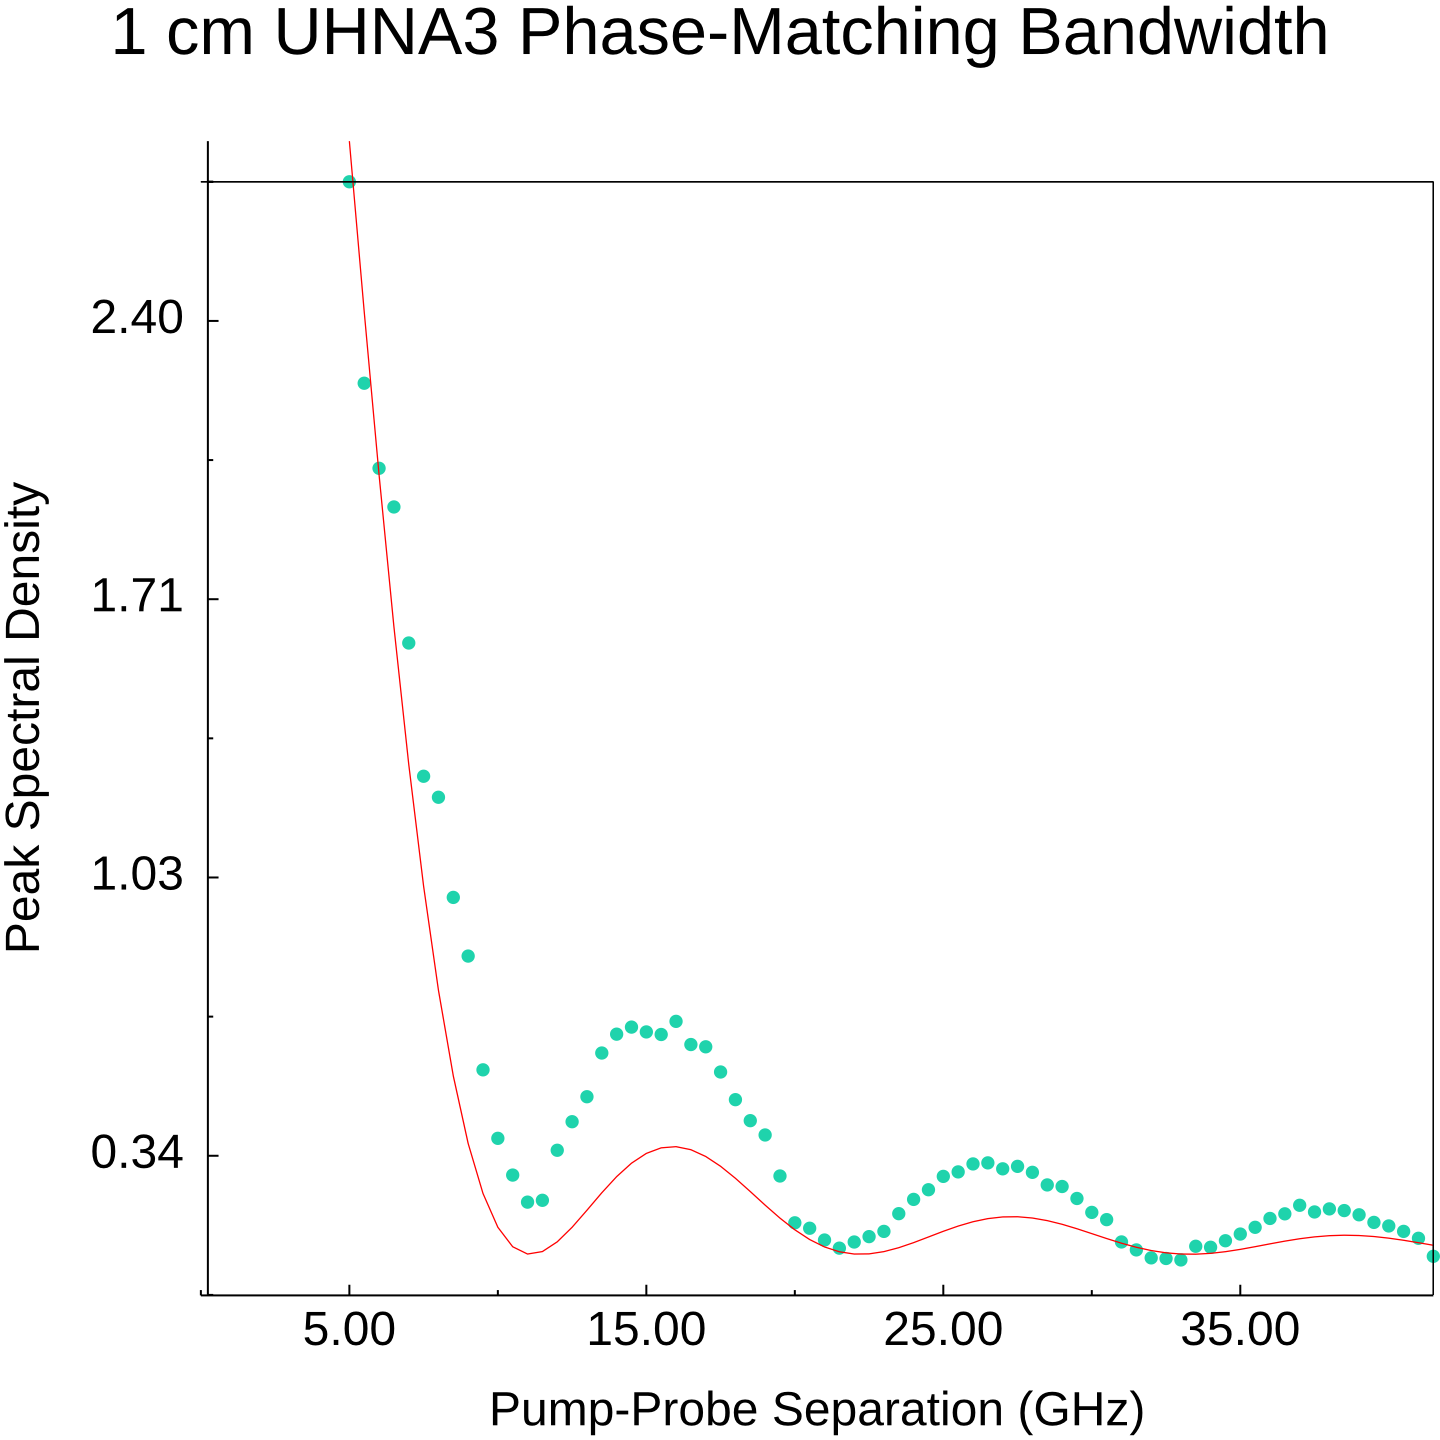 1 cm UHNA3 Phase-Matching Bandwidth
Peak Spectral Density
2.40
1.71
1.03
0.34
5.00 15.00 25.00 35.00
Pump-Probe Separation (GHz)